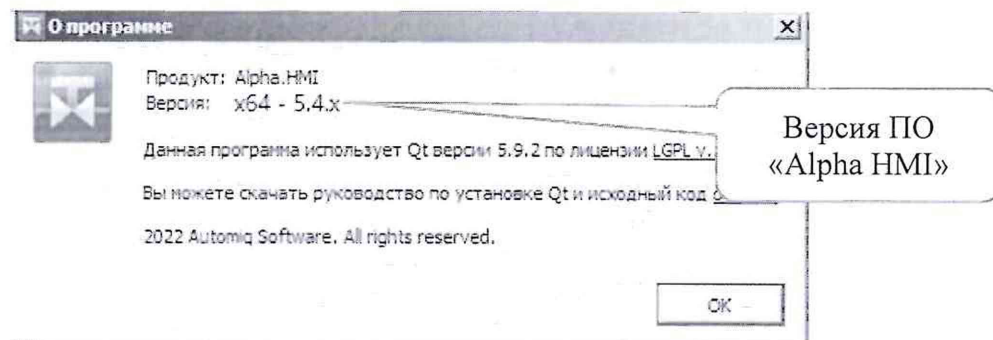 О программе
Продукт: Alpha.HMI
Версия: x64 - 5.4.x
Данная программа использует Qt версии 5.9.2 по лицензии LGPL v.
Вы можете скачать руководство по установке Qt и исходный код
2022 Automiq Software. All rights reserved.
OK
Версия ПО
«Alpha HMI»